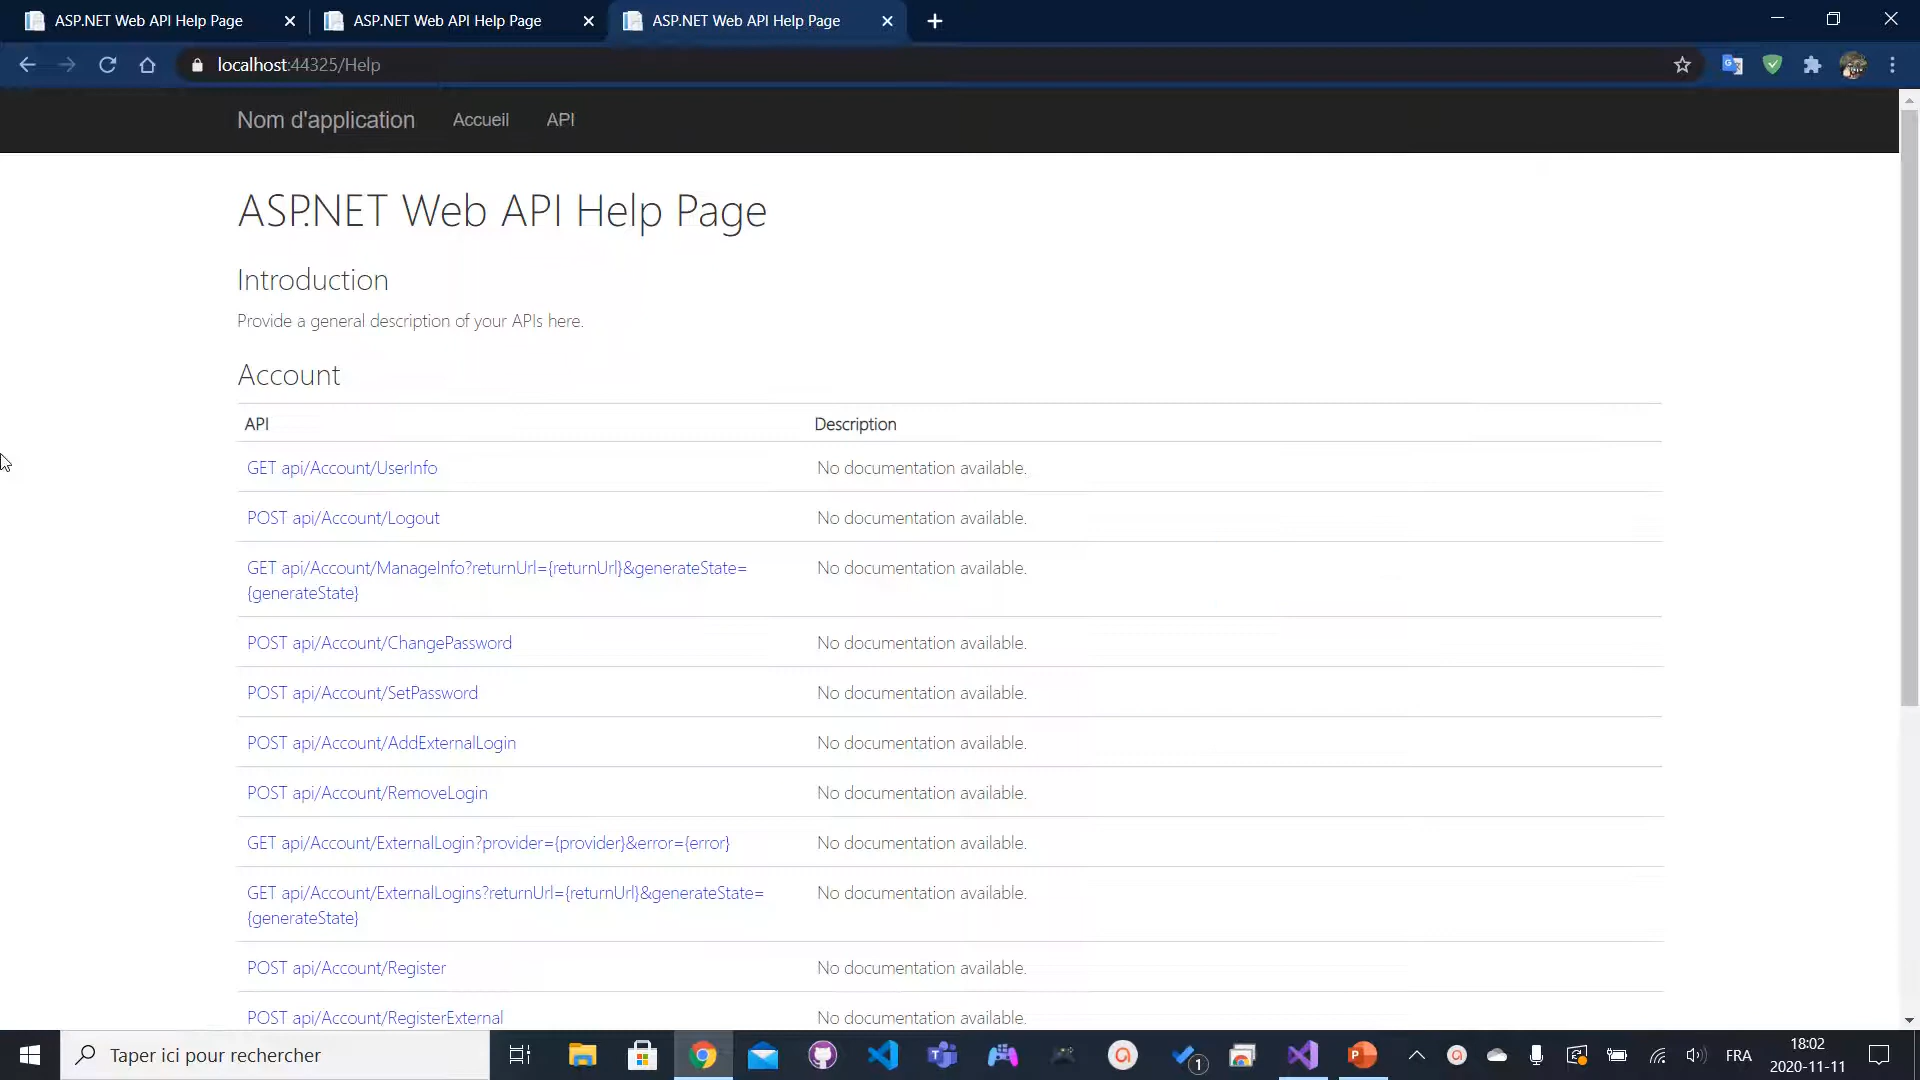 ASP.NET Web API Help Page
ASP.NET Web API Help Page
ASP.NET Web API Help Page
localhost:44325/Help
Nom d'application
Accueil
API
ASP.NET Web API Help Page
Introduction
Provide a general description of your APIs here.
Account
API
Description
GET api/Account/UserInfo
No documentation available.
POST api/Account/Logout
No documentation available.
GET api/Account/ManageInfo?returnUrl={returnUrl}&generateState=
{generateState}
No documentation available.
POST api/Account/ChangePassword
No documentation available.
POST api/Account/SetPassword
No documentation available.
POST api/Account/AddExternalLogin
No documentation available.
POST api/Account/RemoveLogin
No documentation available.
GET api/Account/ExternalLogin?provider={provider}&error={error}
No documentation available.
GET api/Account/ExternalLogins?returnUrl={returnUrl}&generateState=
{generateState}
No documentation available.
POST api/Account/Register
No documentation available.
POST api/Account/RegisterExternal
No documentation available.
Taper ici pour rechercher
1
FRA
18:02
2020-11-11